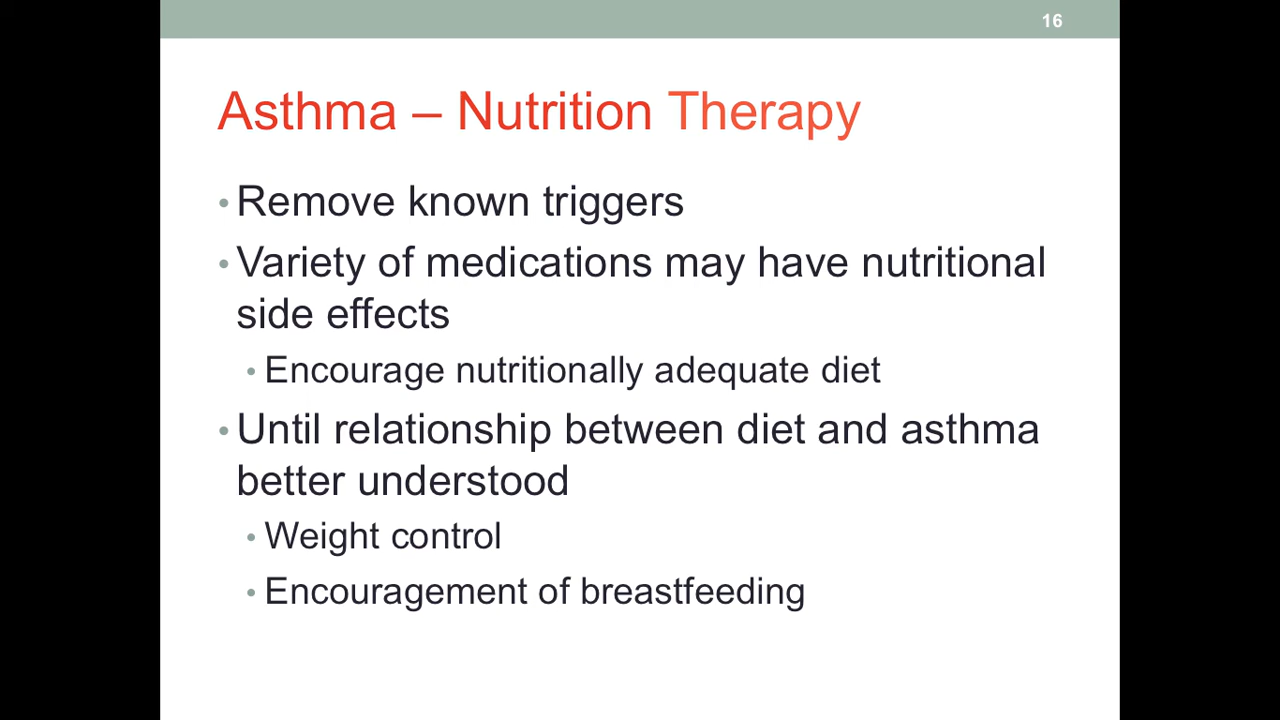 16
Asthma – Nutrition Therapy
• Remove known triggers
• Variety of medications may have nutritional
side effects
• Encourage nutritionally adequate diet
• Until relationship between diet and asthma
better understood
• Weight control
• Encouragement of breastfeeding